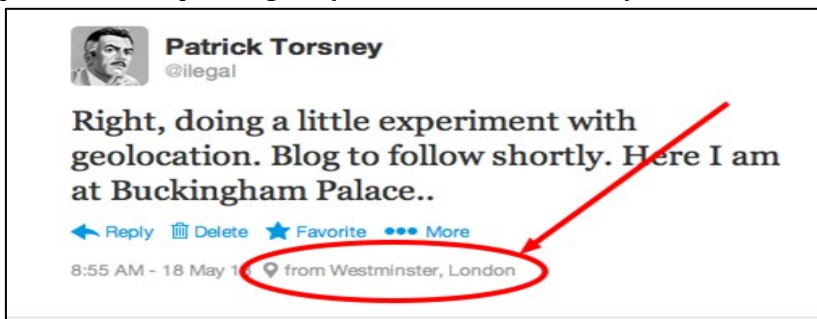 Patrick Torsney
@ilegal
Right, doing a little experiment with
geolocation. Blog to follow shortly. Here I am
at Buckingham Palace..
Reply Delete Favorite More
8:55 AM - 18 May from Westminster, London